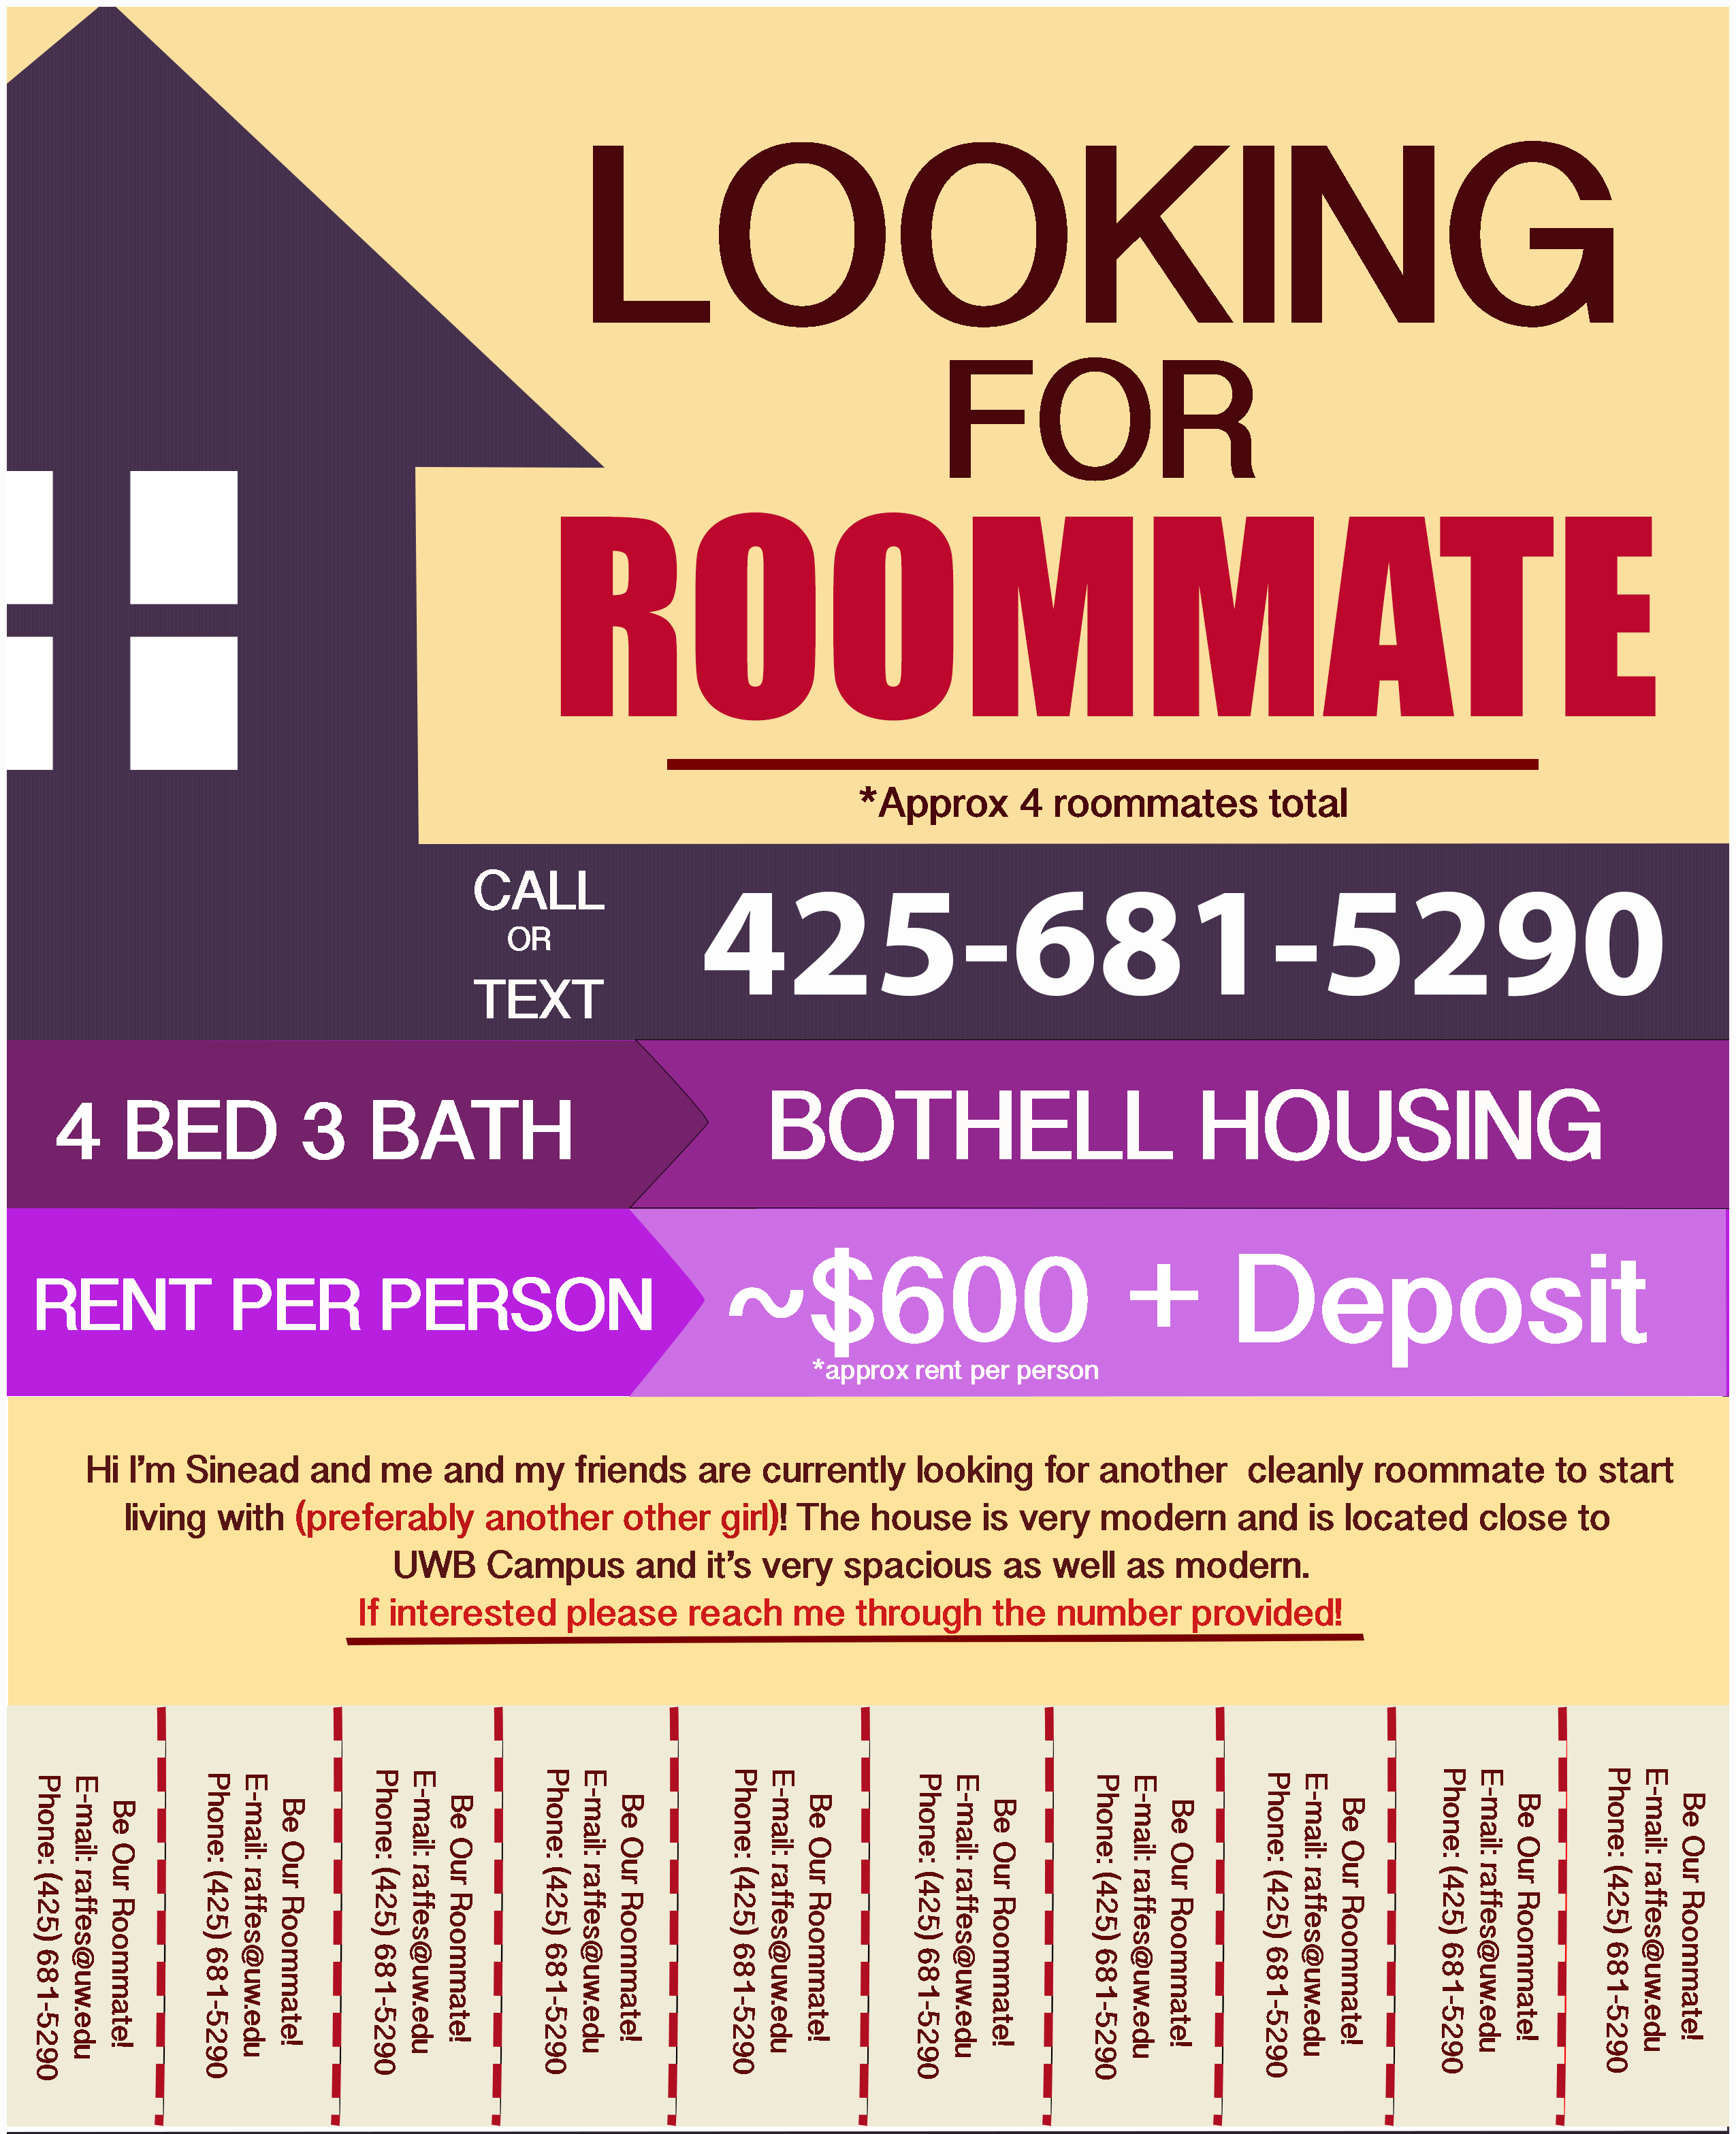 LOOKING
FOR
ROOMMATE
*Approx 4 roommates total
CALL
OR
TEXT
425-681-5290
4 BED 3 BATH
BOTHELL HOUSING
RENT PER PERSON
~$600 + Deposit
*approx rent per person
Hi I'm Sinead and me and my friends are currently looking for another cleanly roommate to start
living with (preferably another other girl)! The house is very modern and is located close to
UWB Campus and it's very spacious as well as modern.
If interested please reach me through the number provided!
Be Our Roommate!
E-mail: raffes@uw.edu
Phone: (425) 681-5290
Be Our Roommate!
E-mail: raffes@uw.edu
Phone: (425) 681-5290
Be Our Roommate!
E-mail: raffes@uw.edu
Phone: (425) 681-5290
Be Our Roommate!
E-mail: raffes@uw.edu
Phone: (425) 681-5290
Be Our Roommate!
E-mail: raffes@uw.edu
Phone: (425) 681-5290
Be Our Roommate!
E-mail: raffes@uw.edu
Phone: (425) 681-5290
Be Our Roommate!
E-mail: raffes@uw.edu
Phone: (425) 681-5290
Be Our Roommate!
E-mail: raffes@uw.edu
Phone: (425) 681-5290
Be Our Roommate!
E-mail: raffes@uw.edu
Phone: (425) 681-5290
Be Our Roommate!
E-mail: raffes@uw.edu
Phone: (425) 681-5290